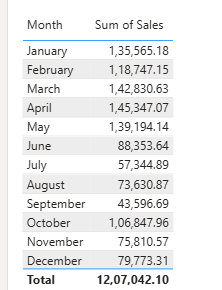 Month Sum of Sales
January 1,35,565.18
February 1,18,747.15
March 1,42,830.63
April 1,45,347.07
May 1,39,194.14
June 88,353.64
July 57,344.89
August 73,630.87
September 43,596.69
October 1,06,847.96
November 75,810.57
December 79,773.31
Total 12,07,042.10